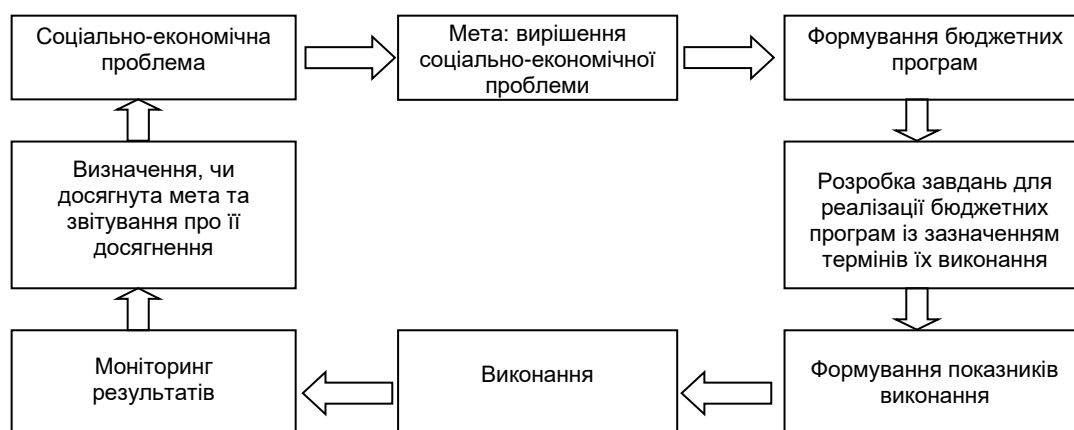 Соціально-економічна
проблема
Мета: вирішення
соціально-економічної
проблеми
Формування бюджетних
програм
Визначення, чи
досягнута мета та
звітування про її
досягнення
Розробка завдань для
реалізації бюджетних
програм із зазначенням
термінів їх виконання
Моніторинг
результатів
Виконання
Формування показників
виконання